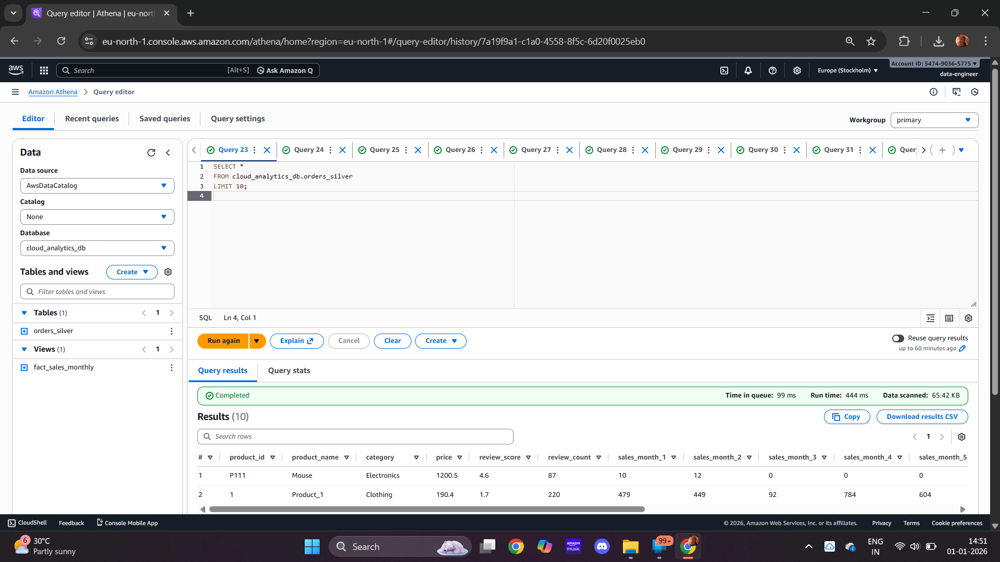 Query editor | Athena | eu-nort
eu-north-1.console.aws.amazon.com/athena/home?region=eu-north-1#/query-editor/history/7a19f9a1-c1a0-4558-8f5c-6d20f0025eb0
aws
Search [Alt+S] Ask Amazon Q
Europe (Stockholm)
Account ID: 5474-9036-5775
data-engineer
Amazon Athena > Query editor
Editor Recent queries Saved queries Query settings
Workgroup primary
Data
Data source
AwsDataCatalog
Catalog
None
Database
cloud_analytics_db
Tables and views Create
Filter tables and views
Tables (1) 1
orders_silver
Views (1) 1
fact_sales_monthly
Query 23 Query 24 Query 25 Query 26 Query 27 Query 28 Query 29 Query 30 Query 31 Quer
1 SELECT *
2 FROM cloud_analytics_db.orders_silver
3 LIMIT 10;
4
SQL Ln 4, Col 1
Run again Explain Cancel Clear Create
Reuse query results
up to 60 minutes ago
Query results Query stats
Completed Time in queue: 99 ms Run time: 444 ms Data scanned: 65.42 KB
Results (10) Copy Download results CSV
Search rows 1
# product_id product_name category price review_score review_count sales_month_1 sales_month_2 sales_month_3 sales_month_4 sales_month_5
1 P111 Mouse Electronics 1200.5 4.6 87 10 12 0 0 0
2 1 Product_1 Clothing 190.4 1.7 220 479 449 92 784 604
CloudShell Feedback Console Mobile App © 2026, Amazon Web Services, Inc. or its affiliates. Privacy Terms Cookie preferences
6 30°C
Partly sunny
Search
amazon music
99+
ENG
IN
14:51
01-01-2026